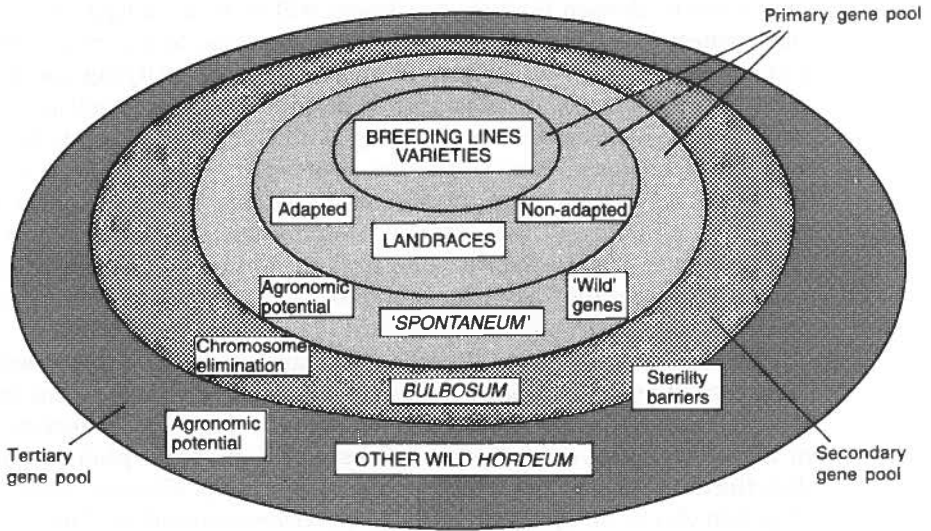 Primary gene pool
BREEDING LINES
VARIETIES
Adapted
Non-adapted
LANDRACES
Agronomic
potential
'Wild'
genes
'SPONTANEUM'
Chromosome
elimination
BULBOSUM
Sterility
barriers
Agronomic
potential
Tertiary
gene pool
OTHER WILD HORDEUM
Secondary
gene pool